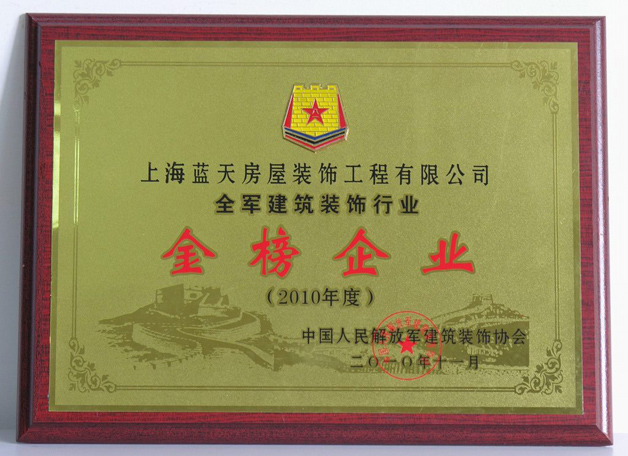 上海蓝天房屋装饰工程有限公司
全军建筑装饰行业
金榜企业
（2010年度）
中国人民解放军建筑装饰协会
二〇一〇年十一月